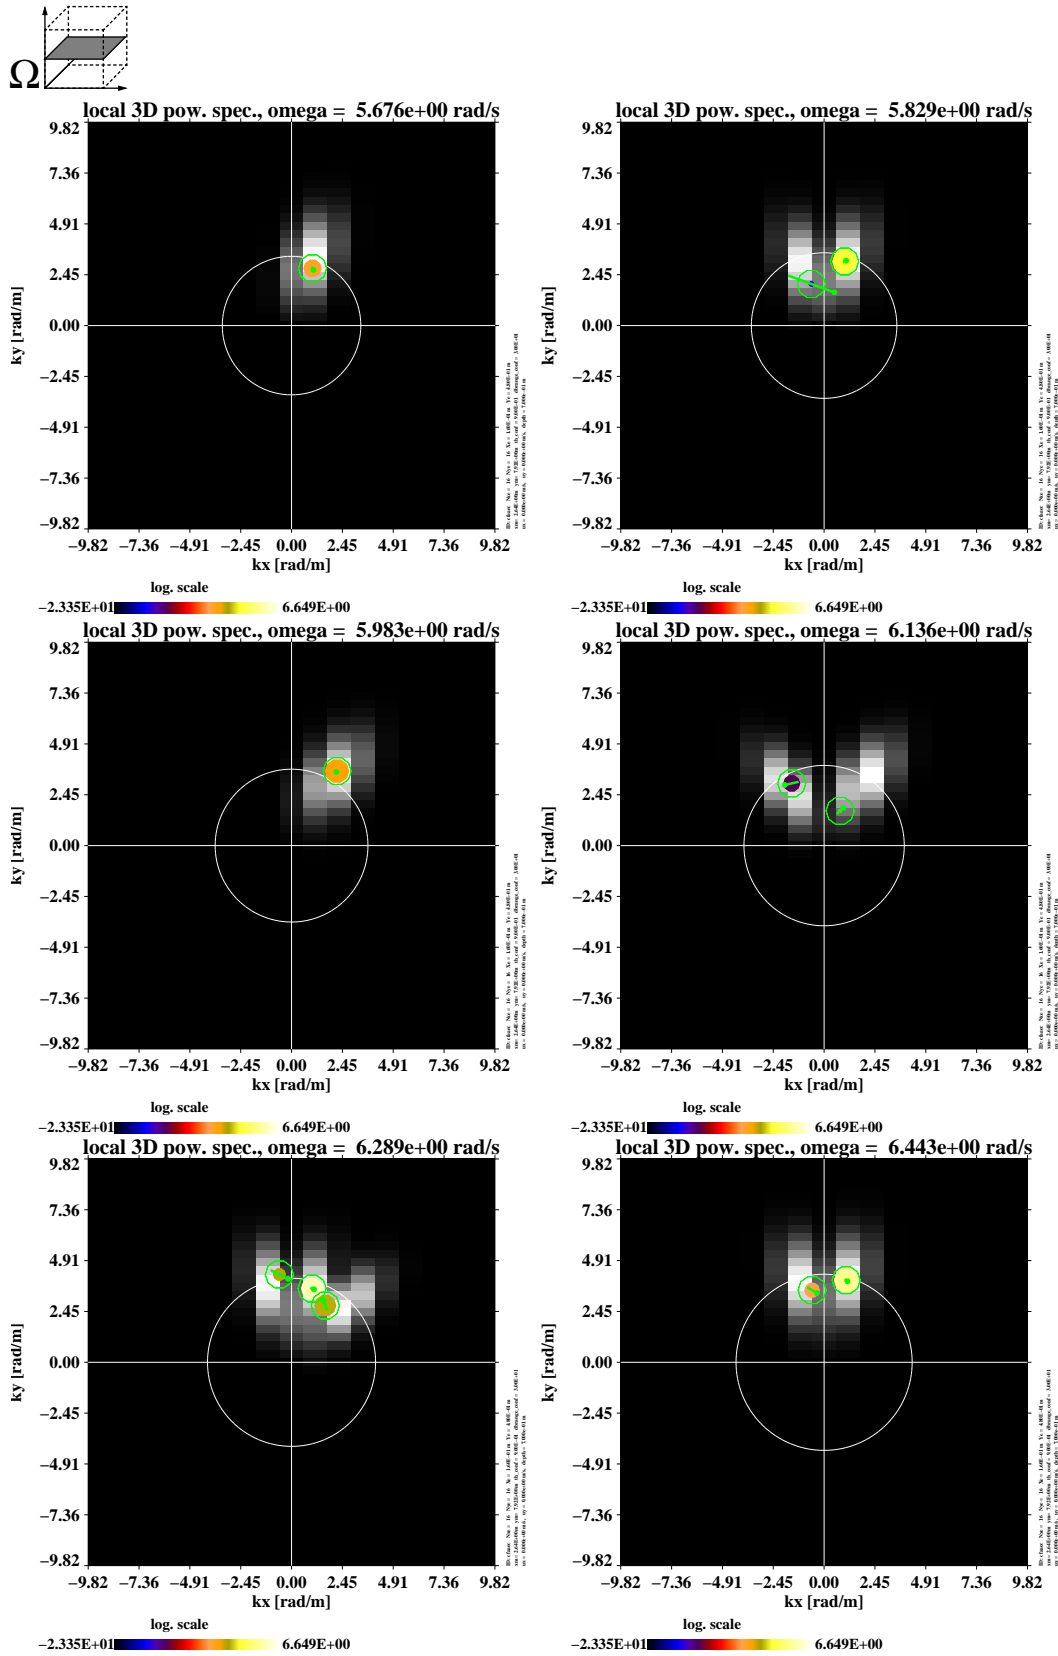 Ω
local 3D pow. spec., omega = 5.676e+00 rad/s
9.82
7.36
4.91
2.45
0.00
−2.45
−4.91
−7.36
−9.82
ky [rad/m]
−9.82 −7.36 −4.91 −2.45 0.00 2.45 4.91 7.36 9.82
kx [rad/m]
log. scale
−2.335E+01 6.649E+00
local 3D pow. spec., omega = 5.829e+00 rad/s
9.82
7.36
4.91
2.45
0.00
−2.45
−4.91
−7.36
−9.82
ky [rad/m]
−9.82 −7.36 −4.91 −2.45 0.00 2.45 4.91 7.36 9.82
kx [rad/m]
log. scale
−2.335E+01 6.649E+00
local 3D pow. spec., omega = 5.983e+00 rad/s
9.82
7.36
4.91
2.45
0.00
−2.45
−4.91
−7.36
−9.82
ky [rad/m]
−9.82 −7.36 −4.91 −2.45 0.00 2.45 4.91 7.36 9.82
kx [rad/m]
log. scale
−2.335E+01 6.649E+00
local 3D pow. spec., omega = 6.136e+00 rad/s
9.82
7.36
4.91
2.45
0.00
−2.45
−4.91
−7.36
−9.82
ky [rad/m]
−9.82 −7.36 −4.91 −2.45 0.00 2.45 4.91 7.36 9.82
kx [rad/m]
log. scale
−2.335E+01 6.649E+00
local 3D pow. spec., omega = 6.289e+00 rad/s
9.82
7.36
4.91
2.45
0.00
−2.45
−4.91
−7.36
−9.82
ky [rad/m]
−9.82 −7.36 −4.91 −2.45 0.00 2.45 4.91 7.36 9.82
kx [rad/m]
log. scale
−2.335E+01 6.649E+00
local 3D pow. spec., omega = 6.443e+00 rad/s
9.82
7.36
4.91
2.45
0.00
−2.45
−4.91
−7.36
−9.82
ky [rad/m]
−9.82 −7.36 −4.91 −2.45 0.00 2.45 4.91 7.36 9.82
kx [rad/m]
log. scale
−2.335E+01 6.649E+00